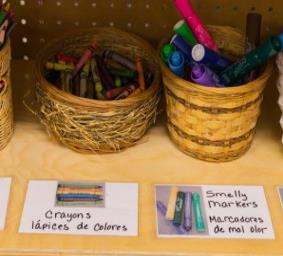 Crayons
lápices de colores
Smelly
markers
Marcadores
de mal olor